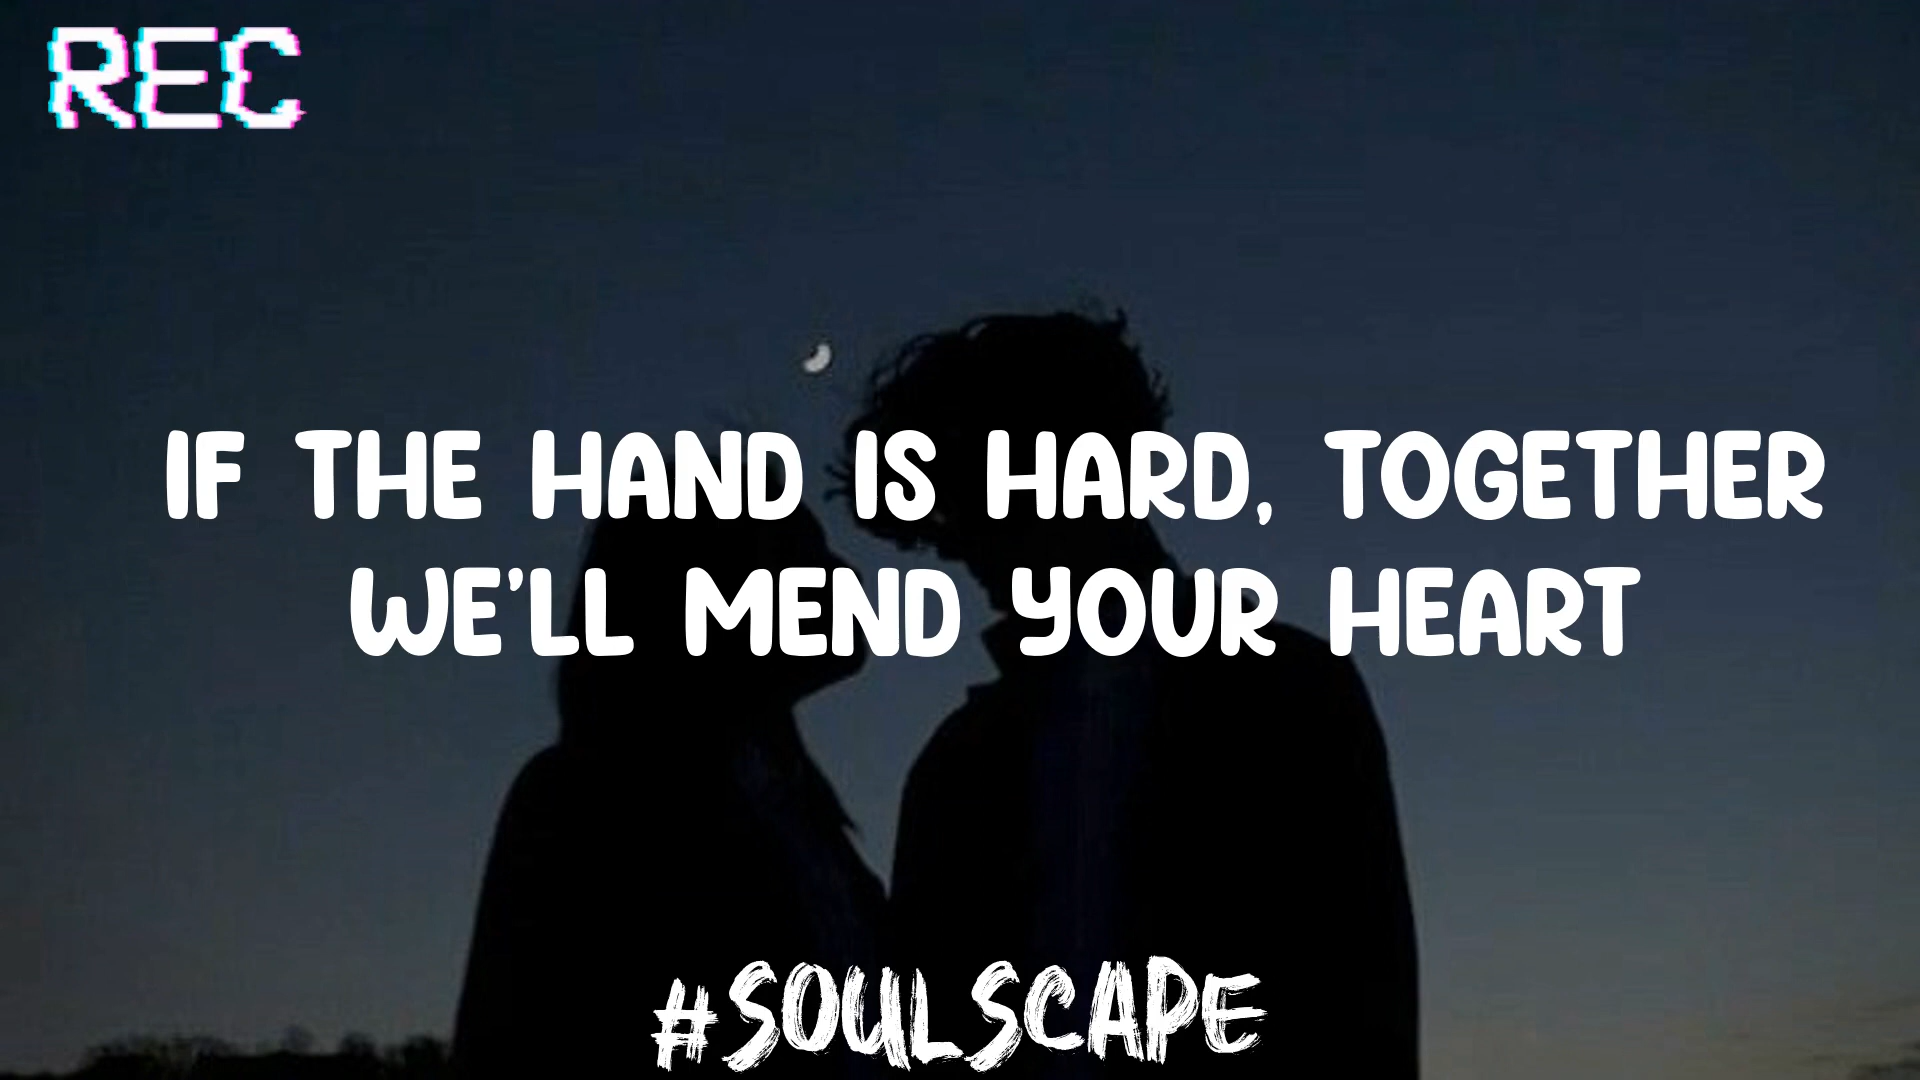 REC
IF THE HAND IS HARD, TOGETHER
WE'LL MEND YOUR HEART
#SOULSCAPE